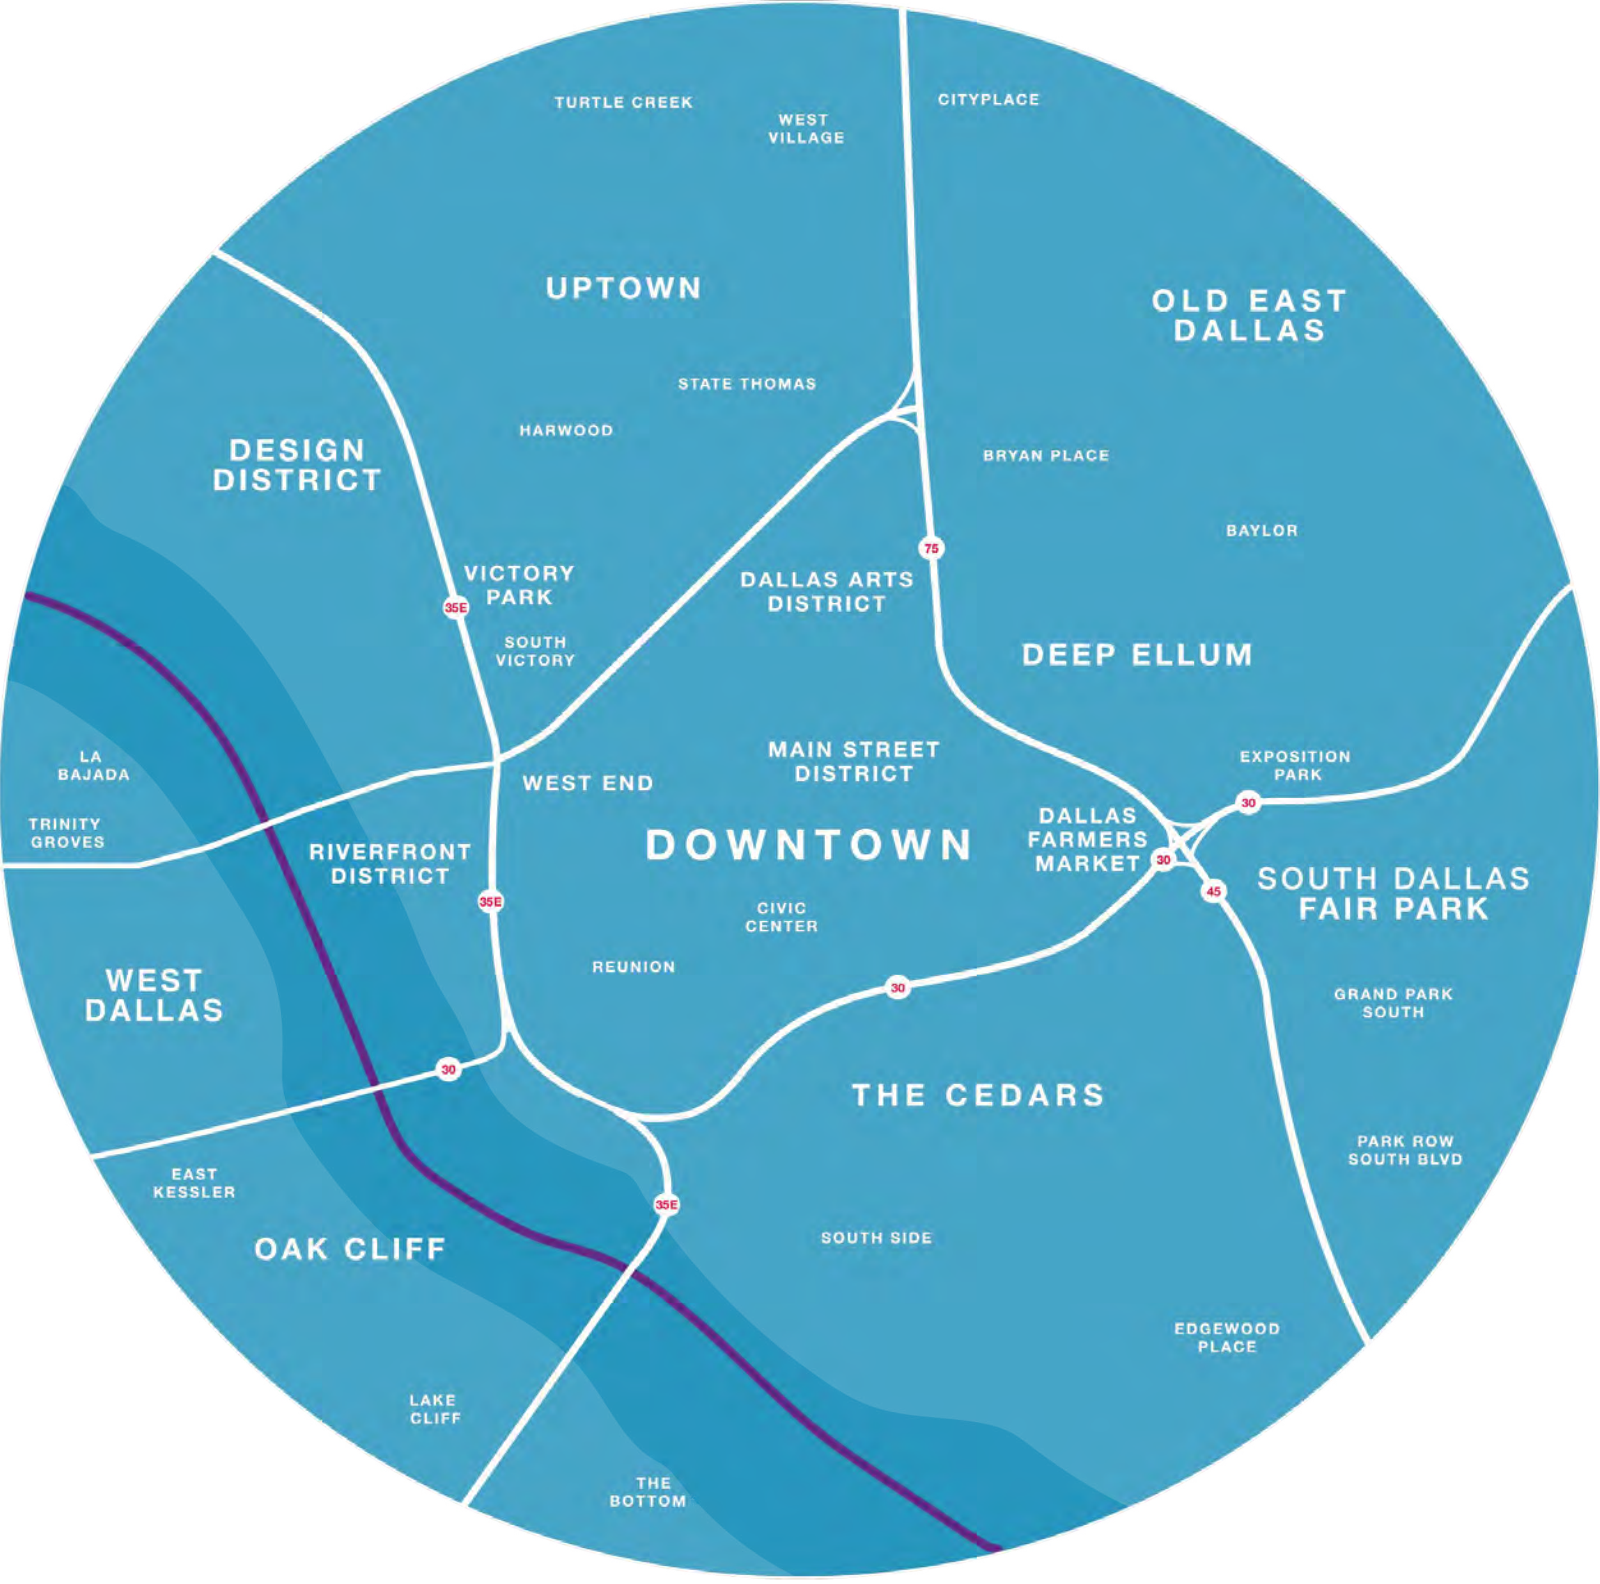 TURTLE CREEK
WEST
VILLAGE
CITYPLACE
UPTOWN
OLD EAST
DALLAS
STATE THOMAS
HARWOOD
DESIGN
DISTRICT
BRYAN PLACE
BAYLOR
75
VICTORY
PARK
35E
DALLAS ARTS
DISTRICT
SOUTH
VICTORY
DEEP ELLUM
LA
BAJADA
WEST END
MAIN STREET
DISTRICT
EXPOSITION
PARK
30
TRINITY
GROVES
RIVERFRONT
DISTRICT
DOWNTOWN
DALLAS
FARMERS
MARKET
30
45
SOUTH DALLAS
FAIR PARK
35E
CIVIC
CENTER
REUNION
30
WEST
DALLAS
GRAND PARK
SOUTH
30
THE CEDARS
EAST
KESSLER
PARK ROW
SOUTH BLVD
35E
OAK CLIFF
SOUTH SIDE
EDGEWOOD
PLACE
LAKE
CLIFF
THE
BOTTOM